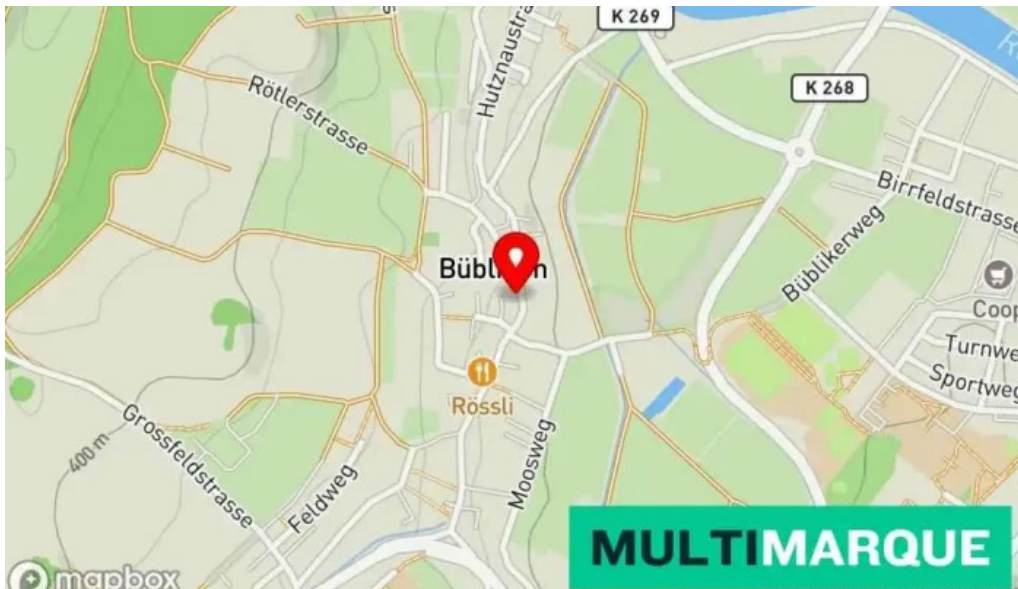 K 269
Hutznaustra
R
K 268
Rötlerstrasse
Birrfeldstrasse
Büblikerweg
Coop
Turnwe
Sportweg
Rössli
Grossfeldstrasse
400 m
Feldweg
Moosweg
MULTIMARQUE
mapbox